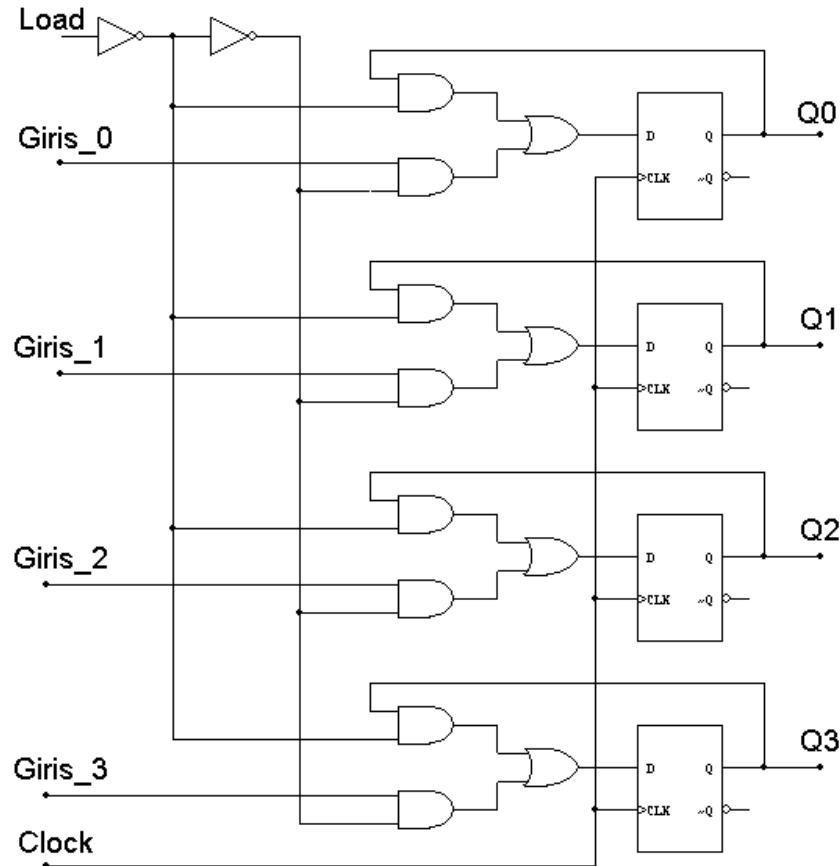 Load
Q0
Giris_0
D Q
CLK ~Q
Q1
Giris_1
D Q
CLK ~Q
Q2
Giris_2
D Q
CLK ~Q
Q3
Giris_3
D Q
CLK ~Q
Clock